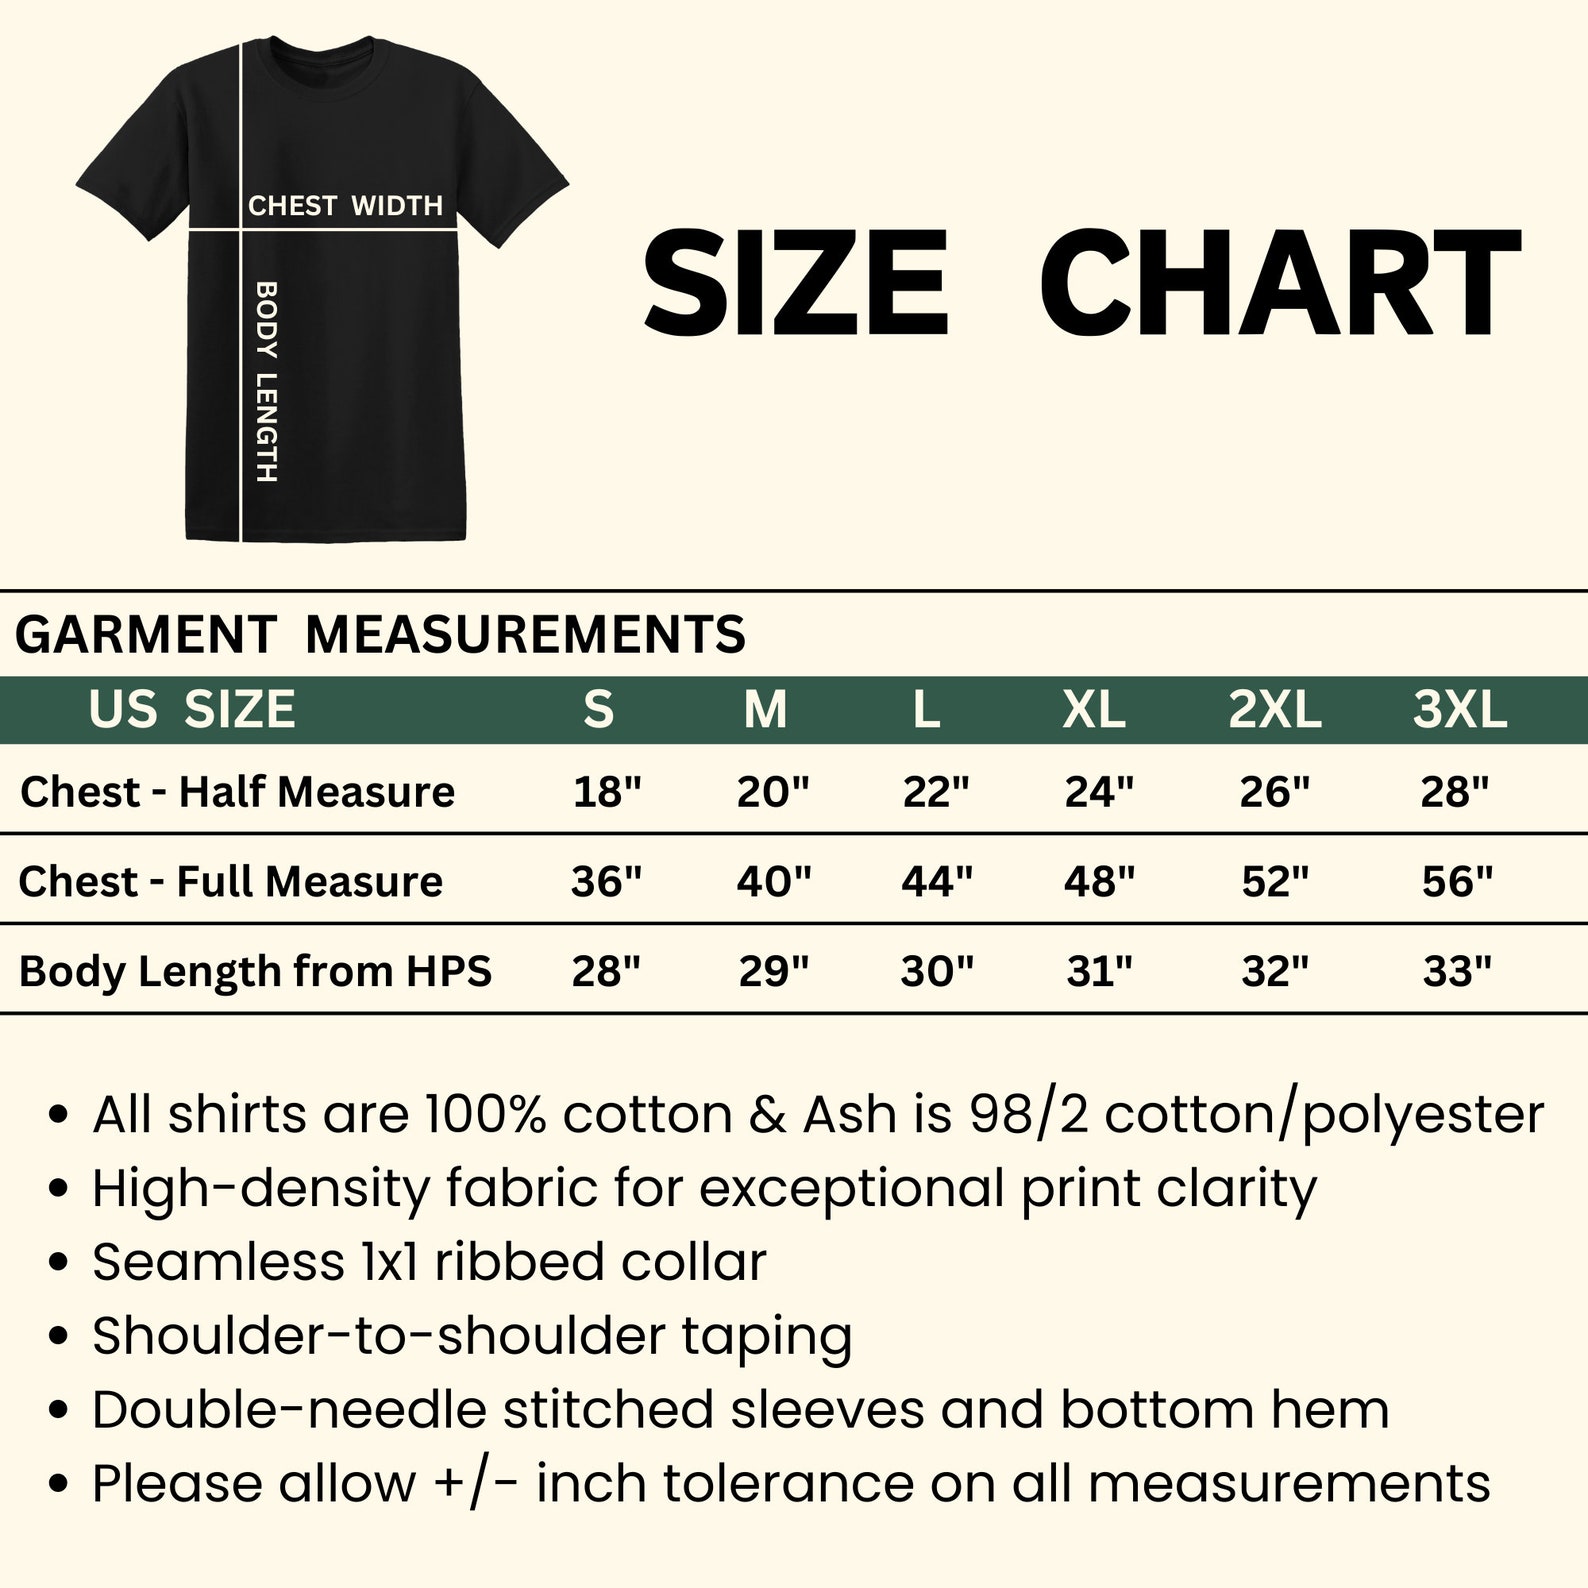 CHEST WIDTH
BODY LENGTH
SIZE CHART
GARMENT MEASUREMENTS
US SIZE S M L XL 2XL 3XL
Chest - Half Measure 18" 20" 22" 24" 26" 28"
Chest - Full Measure 36" 40" 44" 48" 52" 56"
Body Length from HPS 28" 29" 30" 31" 32" 33"
• All shirts are 100% cotton & Ash is 98/2 cotton/polyester
• High-density fabric for exceptional print clarity
• Seamless 1x1 ribbed collar
• Shoulder-to-shoulder taping
• Double-needle stitched sleeves and bottom hem
• Please allow +/- inch tolerance on all measurements